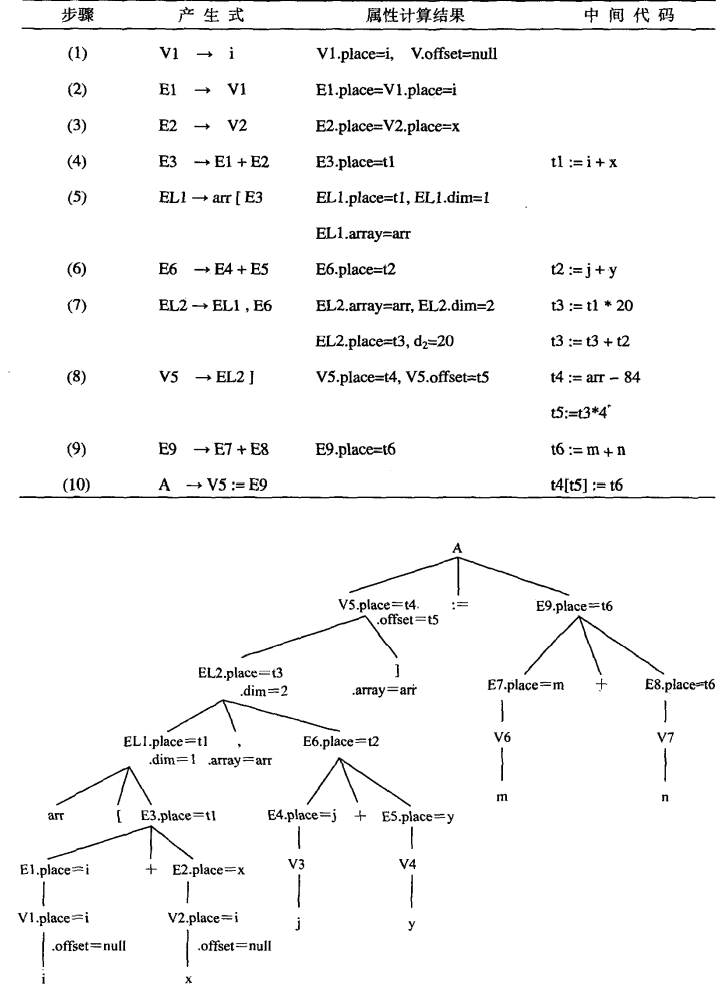 步骤 产 生 式 属性计算结果 中 间 代 码
(1) V1 → i V1.place=i, V.offset=null
(2) E1 → V1 E1.place=V1.place=i
(3) E2 → V2 E2.place=V2.place=x
(4) E3 → E1 + E2 E3.place=t1 t1 := i + x
(5) EL1 → arr [ E3 EL1.place=t1, EL1.dim=1
EL1.array=arr
(6) E6 → E4 + E5 E6.place=t2 t2 := j + y
(7) EL2 → EL1 , E6 EL2.array=arr, EL2.dim=2 t3 := t1 * 20
EL2.place=t3, d₂=20 t3 := t3 + t2
(8) V5 → EL2 ] V5.place=t4, V5.offset=t5 t4 := arr − 84
t5:=t3*4
(9) E9 → E7 + E8 E9.place=t6 t6 := m + n
(10) A → V5 := E9 t4[t5] := t6
A
V5.place=t4 := E9.place=t6
.offset=t5
EL2.place=t3 ] E7.place=m + E8.place=t6
.dim=2 .array=arr
EL1.place=t1 , E6.place=t2 V6 V7
.dim=1 .array=arr
m n
arr [ E3.place=t1 E4.place=j + E5.place=y
E1.place=i + E2.place=x V3 V4
V1.place=i V2.place=i j y
.offset=null .offset=null
i x